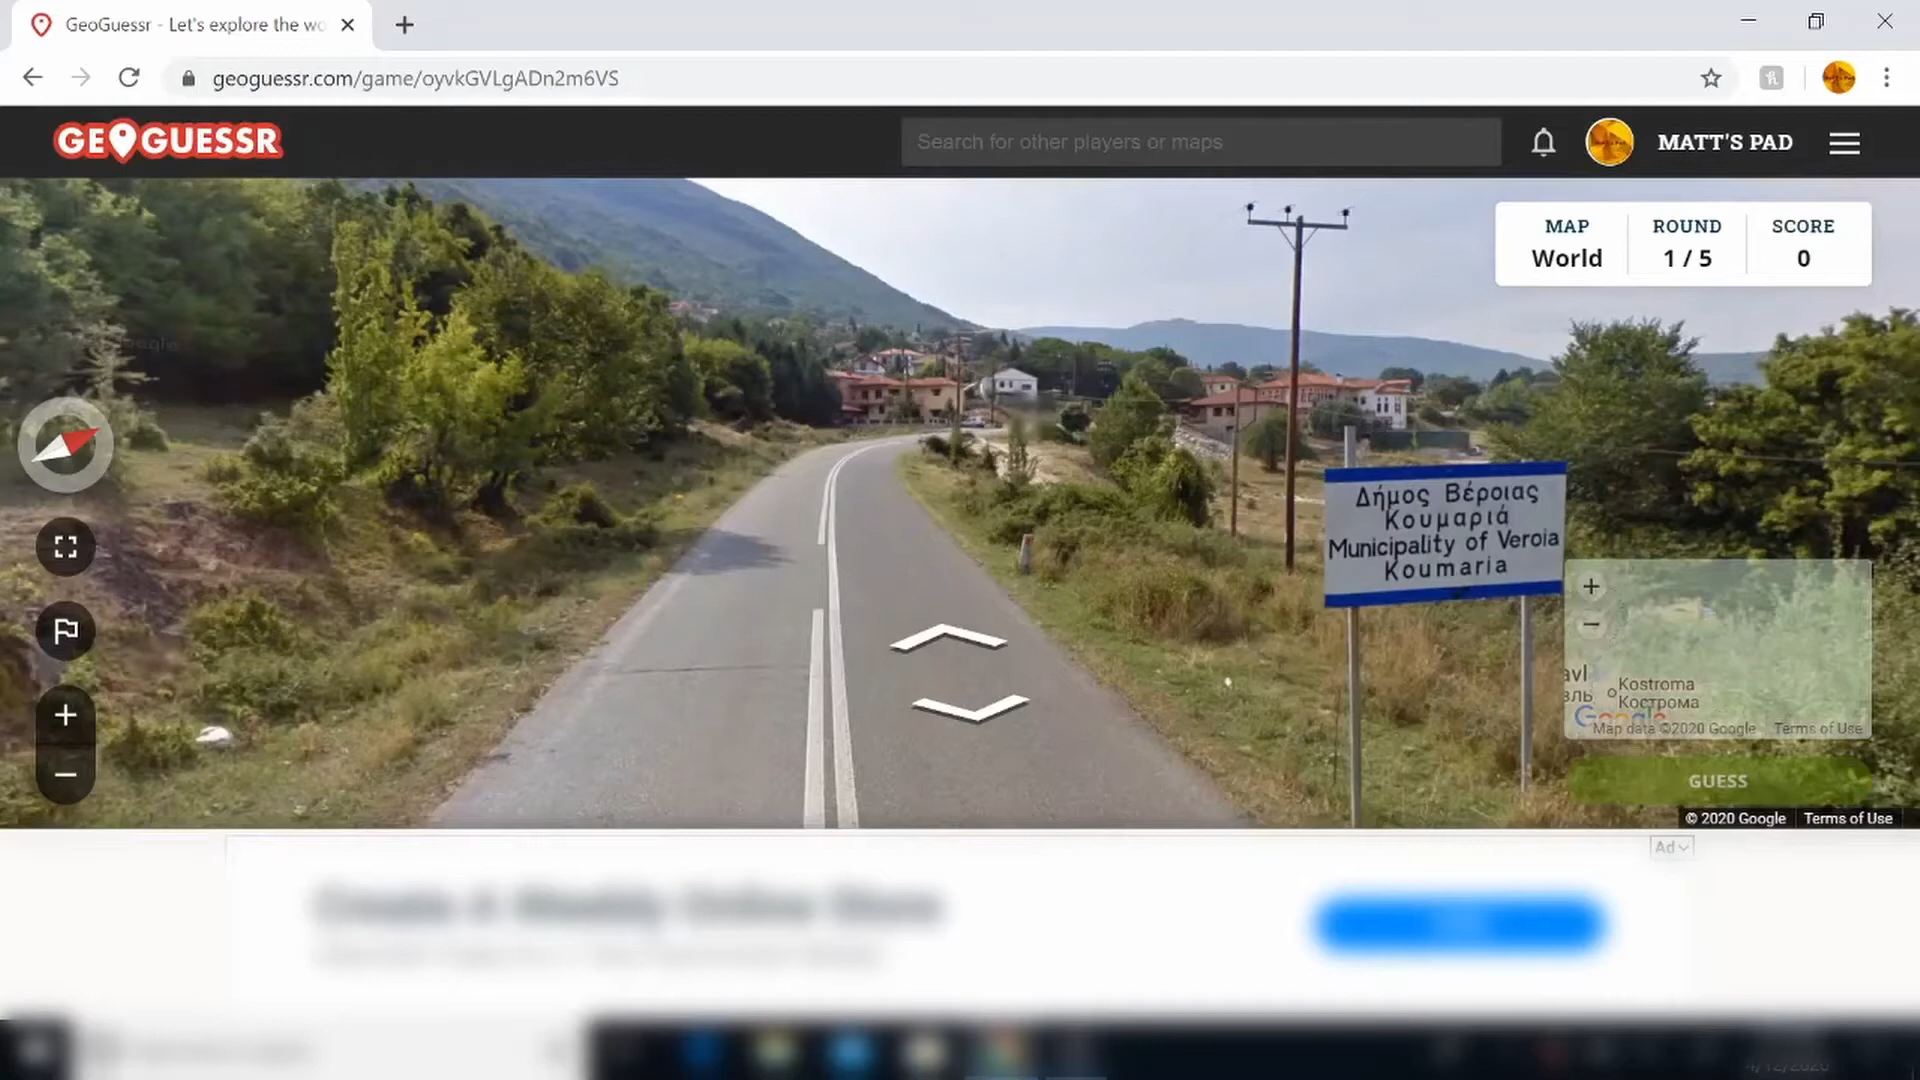 GeoGuessr - Let's explore the wo
geoguessr.com/game/oyvkGVLgADn2m6VS
GEOGUESSR
Search for other players or maps
MATT'S PAD
MAP
World
ROUND
1 / 5
SCORE
0
Δήμος Βέροιας
Κουμαριά
Municipality of Veroia
Koumaria
Kostroma
Кострома
Google
Map data ©2020 Google
Terms of Use
GUESS
© 2020 Google
Terms of Use
Ad